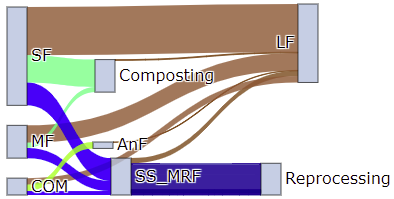 LF
SF
Composting
MF
AnF
SS_MRF
Reprocessing
COM